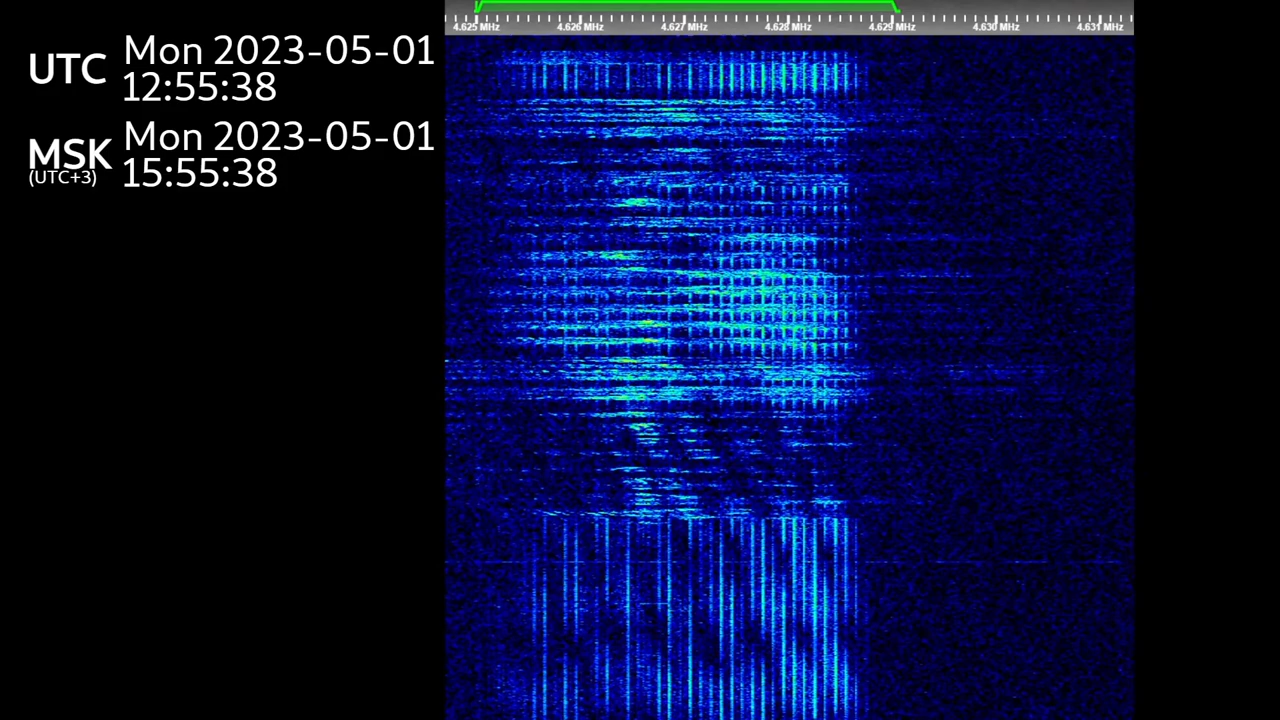 4.625 MHz 4.626 MHz 4.627 MHz 4.628 MHz 4.629 MHz 4.630 MHz 4.631 MHz
UTC Mon 2023-05-01
12:55:38
MSK Mon 2023-05-01
(UTC+3) 15:55:38